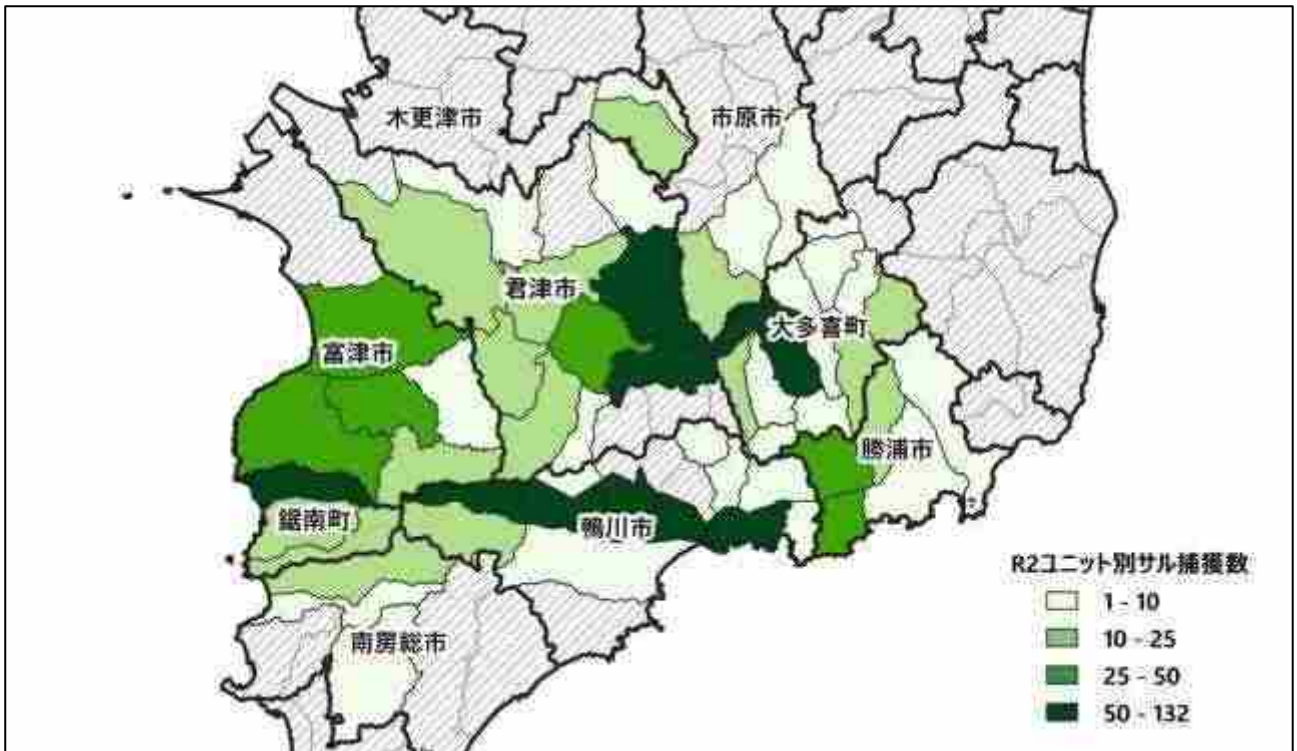 木更津市
市原市
君津市
大多喜町
富津市
勝浦市
鋸南町
鴨川市
南房総市
R2ユニット別サル捕獲数
1 - 10
10 - 25
25 - 50
50 - 132